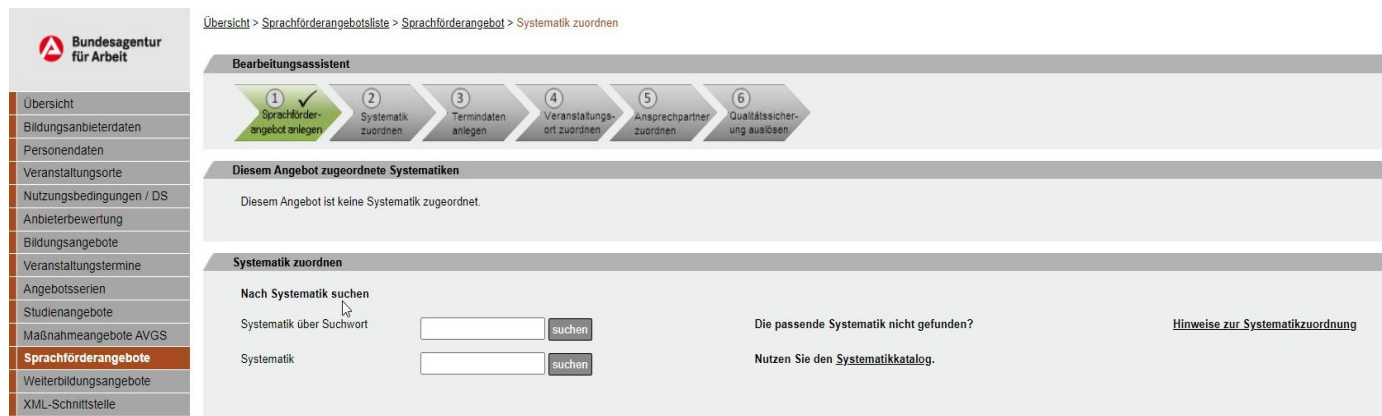 Bundesagentur
für Arbeit
Übersicht
Bildungsanbieterdaten
Personendaten
Veranstaltungsorte
Nutzungsbedingungen / DS
Anbieterbewertung
Bildungsangebote
Veranstaltungstermine
Angebotsserien
Studienangebote
Maßnahmeangebote AVGS
Sprachförderangebote
Weiterbildungsangebote
XML-Schnittstelle
Übersicht > Sprachförderangebotsliste > Sprachförderangebot > Systematik zuordnen
Bearbeitungsassistent
1
Sprachförder-
angebot anlegen
2
Systematik
zuordnen
3
Termindaten
anlegen
4
Veranstaltungs-
ort zuordnen
5
Ansprechpartner
zuordnen
6
Qualitätssicher-
ung auslösen
Diesem Angebot zugeordnete Systematiken
Diesem Angebot ist keine Systematik zugeordnet.
Systematik zuordnen
Nach Systematik suchen
Systematik über Suchwort suchen Die passende Systematik nicht gefunden? Hinweise zur Systematikzuordnung
Systematik suchen Nutzen Sie den Systematikkatalog.